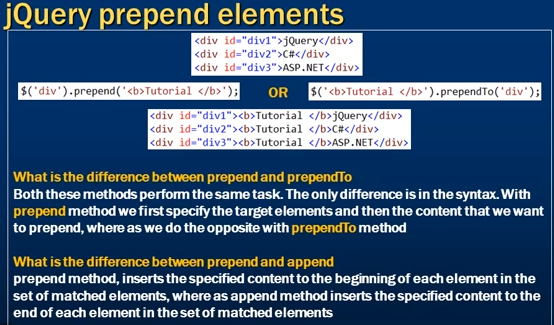 jQuery prepend elements
<div id="div1">jQuery</div>
<div id="div2">C#</div>
<div id="div3">ASP.NET</div>
$('div').prepend('<b>Tutorial </b>'); OR $('<b>Tutorial </b>').prependTo('div');
<div id="div1"><b>Tutorial </b>jQuery</div>
<div id="div2"><b>Tutorial </b>C#</div>
<div id="div3"><b>Tutorial </b>ASP.NET</div>
What is the difference between prepend and prependTo
Both these methods perform the same task. The only difference is in the syntax. With
prepend method we first specify the target elements and then the content that we want
to prepend, where as we do the opposite with prependTo method
What is the difference between prepend and append
prepend method, inserts the specified content to the beginning of each element in the
set of matched elements, where as append method inserts the specified content to the
end of each element in the set of matched elements